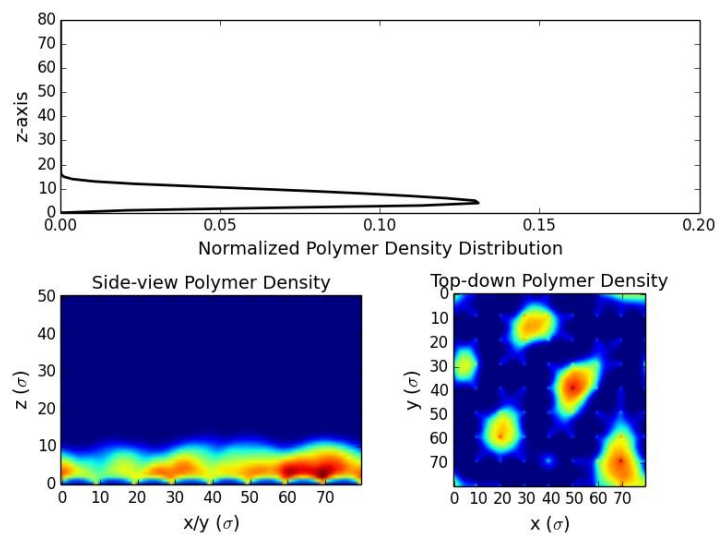 80
70
60
50
40
30
20
10
0
z-axis
0.00 0.05 0.10 0.15 0.20
Normalized Polymer Density Distribution
Side-view Polymer Density
50
40
30
20
10
0
z (σ)
0 10 20 30 40 50 60 70
x/y (σ)
Top-down Polymer Density
0
10
20
30
40
50
60
70
y (σ)
0 10 20 30 40 50 60 70
x (σ)